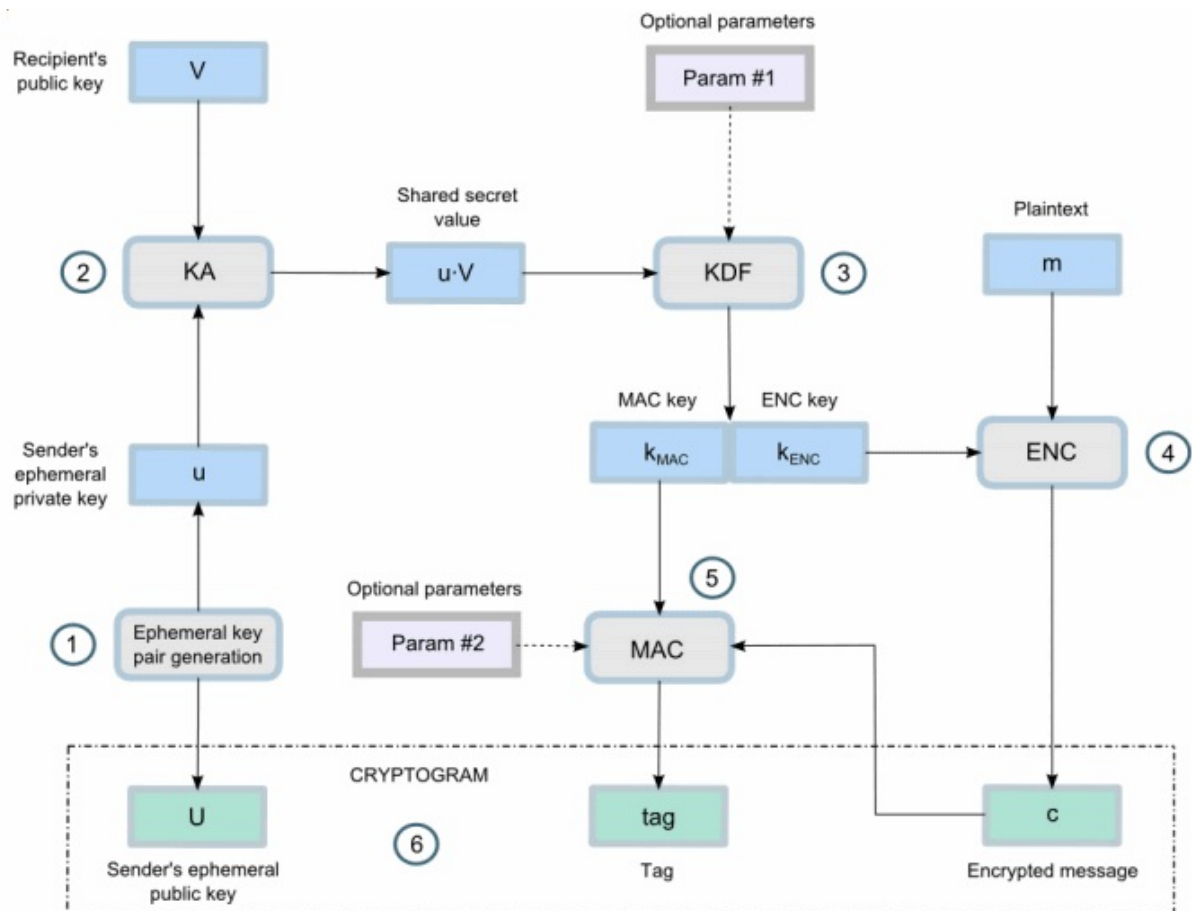 Optional parameters
Recipient's
public key
V
Param #1
Shared secret
value
Plaintext
2
KA
u·V
KDF
3
m
MAC key
ENC key
Sender's
ephemeral
private key
u
kMAC
kENC
ENC
4
5
Optional parameters
1
Ephemeral key
pair generation
Param #2
MAC
CRYPTOGRAM
U
6
tag
c
Sender's ephemeral
public key
Tag
Encrypted message